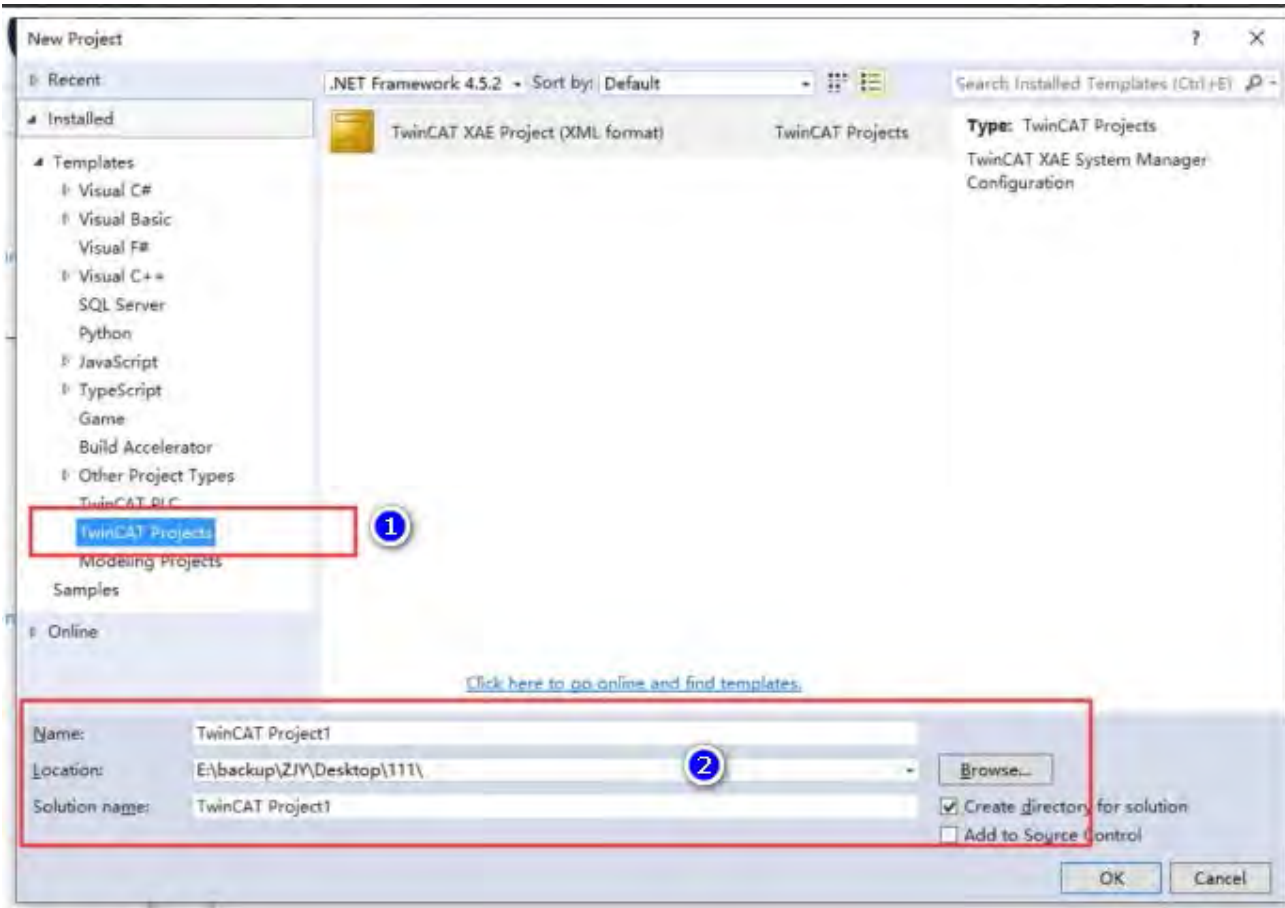 New Project
?
Recent
.NET Framework 4.5.2
Sort by: Default
Search Installed Templates (Ctrl+E)
Installed
TwinCAT XAE Project (XML format)
TwinCAT Projects
Type: TwinCAT Projects
TwinCAT XAE System Manager
Configuration
Templates
Visual C#
Visual Basic
Visual F#
Visual C++
SQL Server
Python
JavaScript
TypeScript
Game
Build Accelerator
Other Project Types
TwinCAT PLC
TwinCAT Projects
1
Modeling Projects
Samples
Online
Click here to go online and find templates.
Name: TwinCAT Project1
Location: E:\backup\ZJY\Desktop\111\
2
Browse...
Solution name: TwinCAT Project1
Create directory for solution
Add to Source Control
OK
Cancel